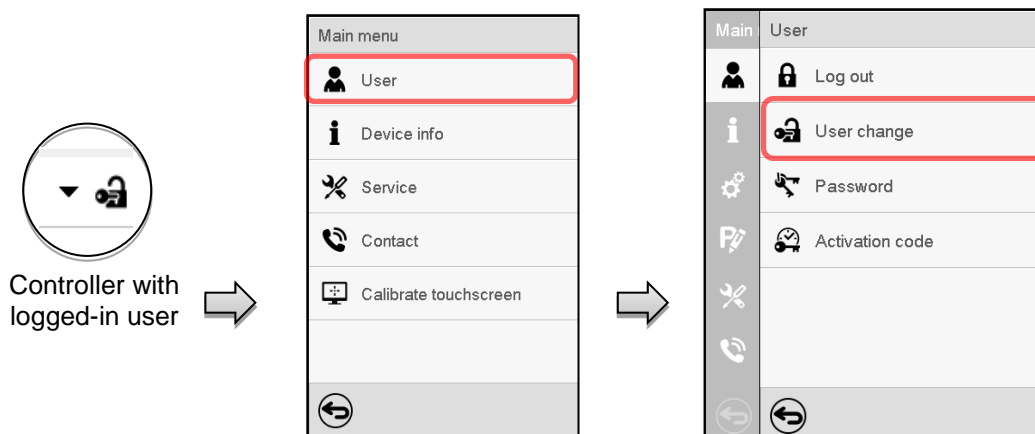 Controller with
logged-in user
Main menu
User
Device info
Service
Contact
Calibrate touchscreen
Main
User
Log out
User change
Password
Activation code